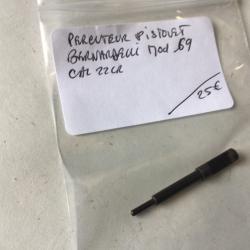 PERCUTEUR PISTOLET
BERNARDELLI MOD 69
CAL 22LR
25€